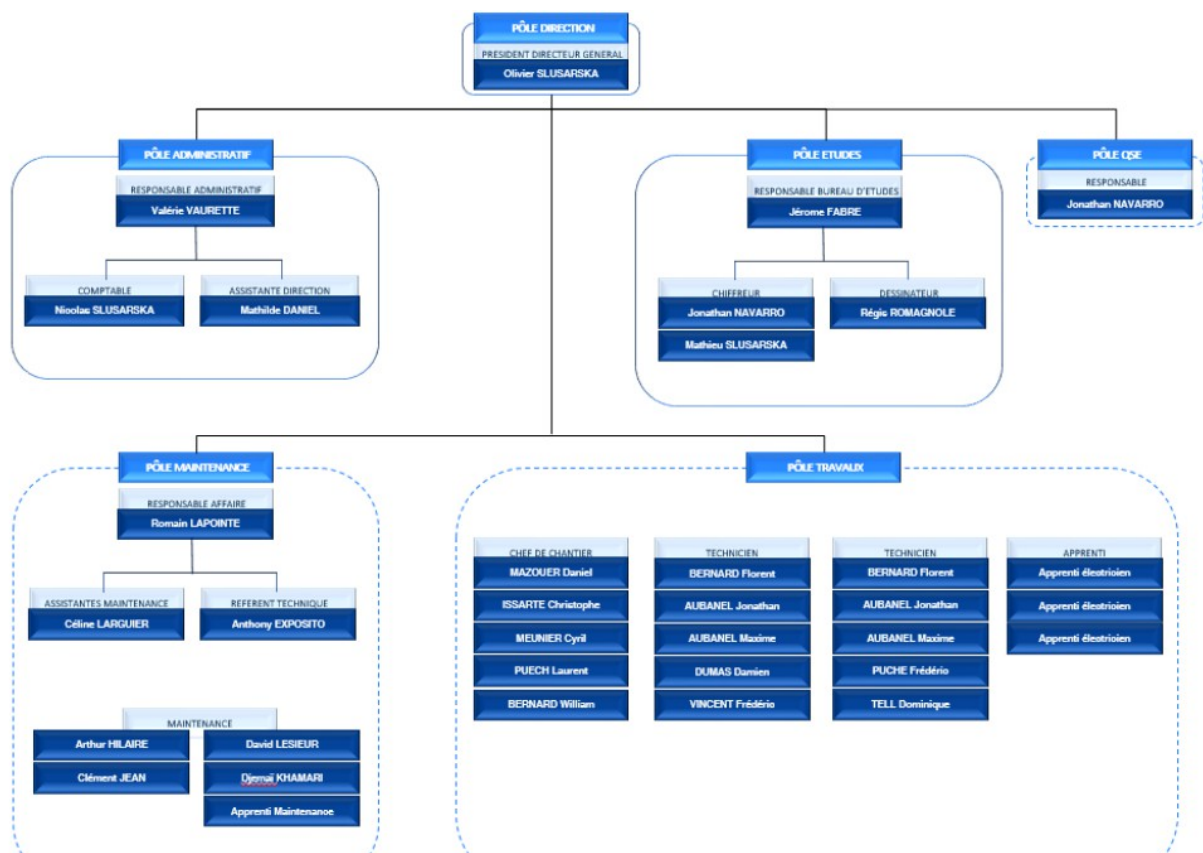 PÔLE DIRECTION
PRESIDENT DIRECTEUR GENERAL
Olivier SLUSARSKA
PÔLE ADMINISTRATIF
RESPONSABLE ADMINISTRATIF
Valérie VAURETTE
COMPTABLE
Nicolas SLUSARSKA
ASSISTANTE DIRECTION
Mathilde DANIEL
PÔLE ETUDES
RESPONSABLE BUREAU D'ETUDES
Jérome FABRE
CHIFFREUR
Jonathan NAVARRO
Mathieu SLUSARSKA
DESSINATEUR
Régis ROMAGNOLE
PÔLE QSE
RESPONSABLE
Jonathan NAVARRO
PÔLE MAINTENANCE
RESPONSABLE AFFAIRE
Romain LAPOINTE
ASSISTANTES MAINTENANCE
Céline LARGUIER
REFERENT TECHNIQUE
Anthony EXPOSITO
MAINTENANCE
Arthur HILAIRE
Clément JEAN
David LESIEUR
Djemaï KHAMARI
Apprenti Maintenance
PÔLE TRAVAUX
CHEF DE CHANTIER
MAZOUER Daniel
ISSARTE Christophe
MEUNIER Cyril
PUECH Laurent
BERNARD William
TECHNICIEN
BERNARD Florent
AUBANEL Jonathan
AUBANEL Maxime
DUMAS Damien
VINCENT Frédéric
TECHNICIEN
BERNARD Florent
AUBANEL Jonathan
AUBANEL Maxime
PUCHE Frédéric
TELL Dominique
APPRENTI
Apprenti électricien
Apprenti électricien
Apprenti électricien